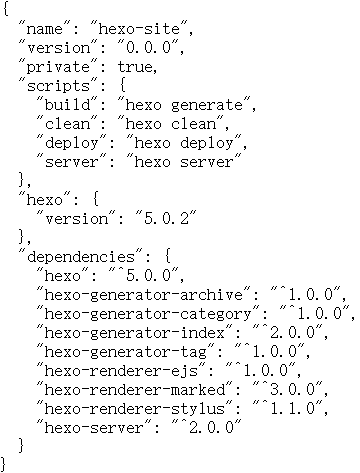 {
  "name": "hexo-site",
  "version": "0.0.0",
  "private": true,
  "scripts": {
    "build": "hexo generate",
    "clean": "hexo clean",
    "deploy": "hexo deploy",
    "server": "hexo server"
  },
  "hexo": {
    "version": "5.0.2"
  },
  "dependencies": {
    "hexo": "^5.0.0",
    "hexo-generator-archive": "^1.0.0",
    "hexo-generator-category": "^1.0.0",
    "hexo-generator-index": "^2.0.0",
    "hexo-generator-tag": "^1.0.0",
    "hexo-renderer-ejs": "^1.0.0",
    "hexo-renderer-marked": "^3.0.0",
    "hexo-renderer-stylus": "^1.1.0",
    "hexo-server": "^2.0.0"
  }
}